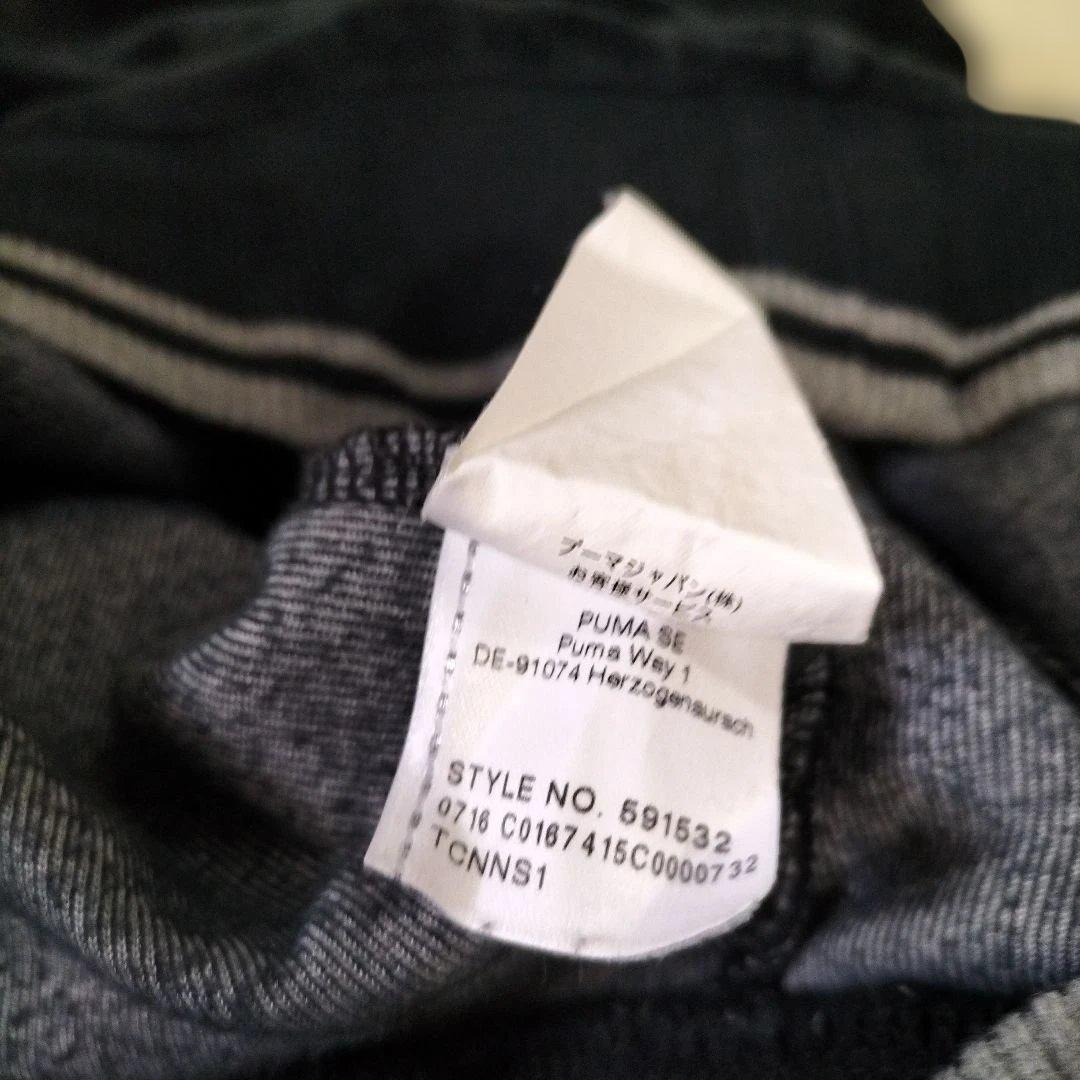 プーマジャパン(株)
お客様サービス
PUMA SE
Puma Way 1
DE-91074 Herzogenaurach
STYLE NO. 591532
0716 C0167415C0000732
TCNNS1